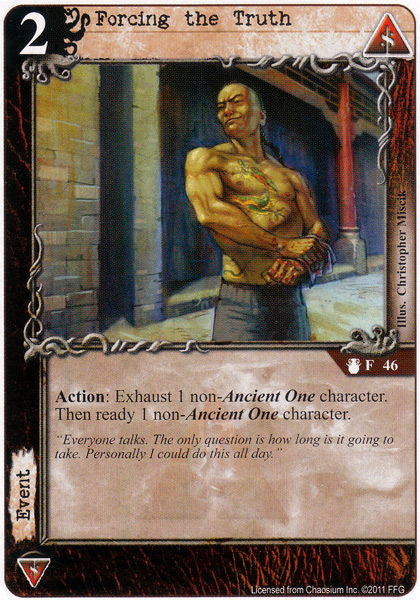 2
Forcing the Truth
Illus. Christopher Miscik
F 46
Action: Exhaust 1 non-Ancient One character.
Then ready 1 non-Ancient One character.
“Everyone talks. The only question is how long is it going to
take. Personally I could do this all day.”
Event
Licensed from Chaosium Inc. ©2011 FFG